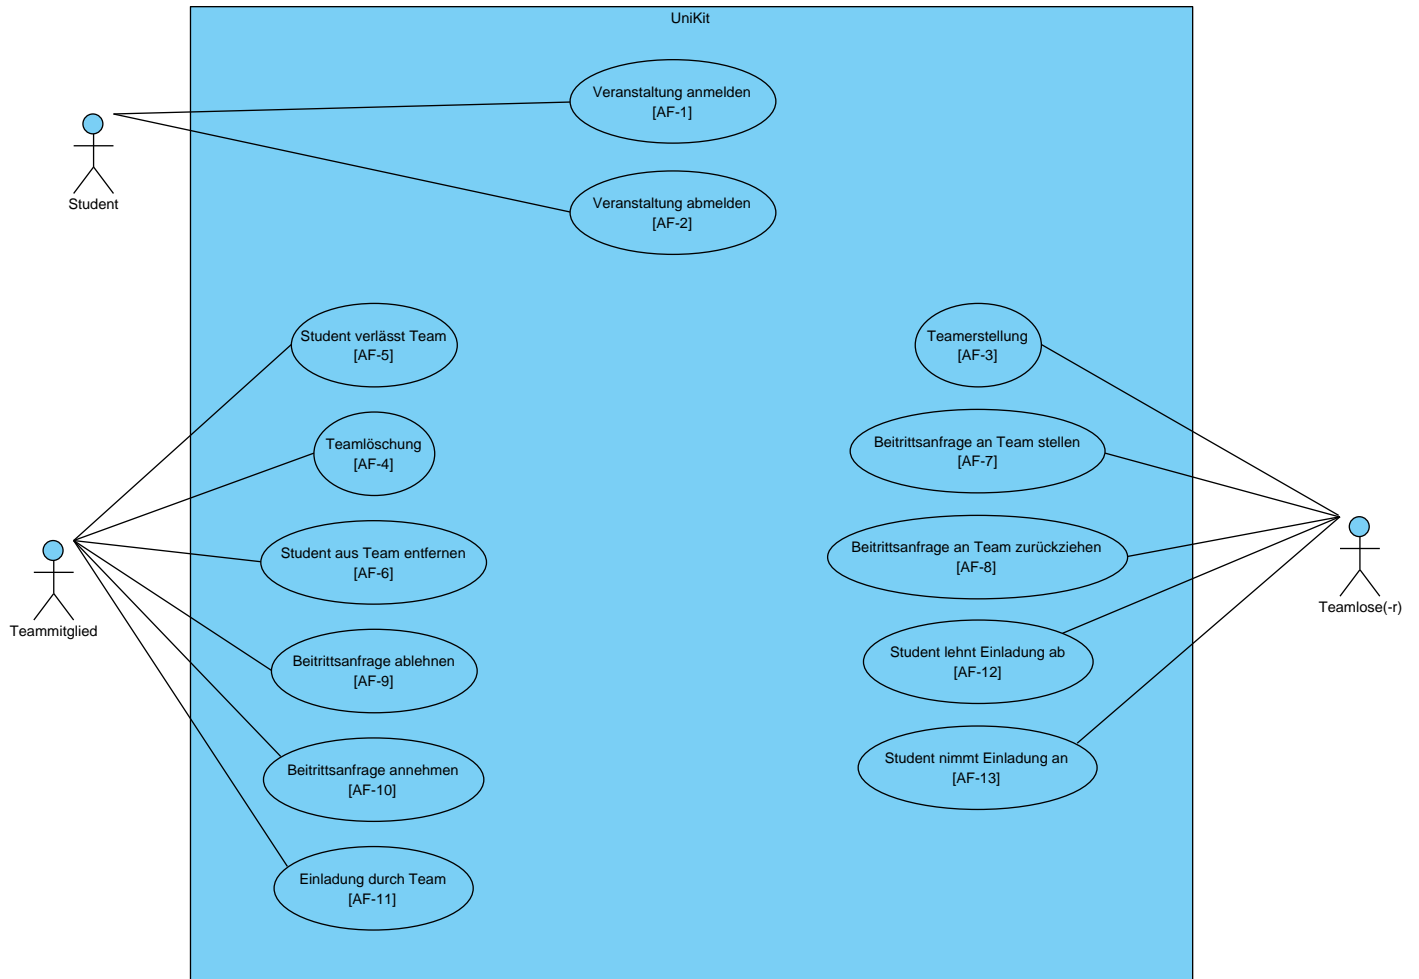 UniKit
Veranstaltung anmelden
[AF-1]
Student
Veranstaltung abmelden
[AF-2]
Student verlässt Team
[AF-5]
Teamerstellung
[AF-3]
Teamlöschung
[AF-4]
Beitrittsanfrage an Team stellen
[AF-7]
Student aus Team entfernen
[AF-6]
Beitrittsanfrage an Team zurückziehen
[AF-8]
Teammitglied
Teamlose(-r)
Beitrittsanfrage ablehnen
[AF-9]
Student lehnt Einladung ab
[AF-12]
Beitrittsanfrage annehmen
[AF-10]
Student nimmt Einladung an
[AF-13]
Einladung durch Team
[AF-11]